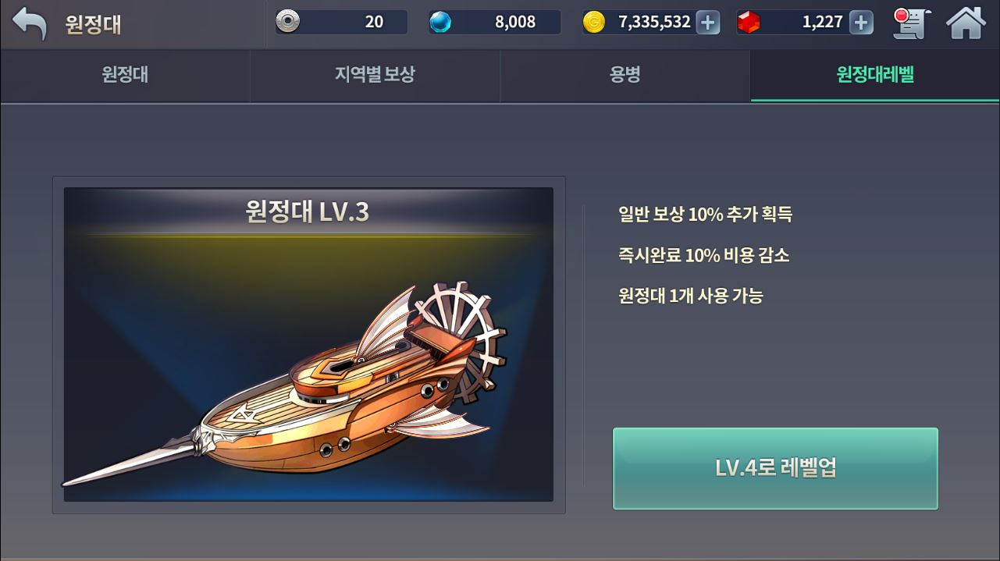 원정대
20
8,008
7,335,532
1,227
원정대
지역별 보상
용병
원정대레벨
원정대 LV.3
일반 보상 10% 추가 획득
즉시완료 10% 비용 감소
원정대 1개 사용 가능
LV.4로 레벨업